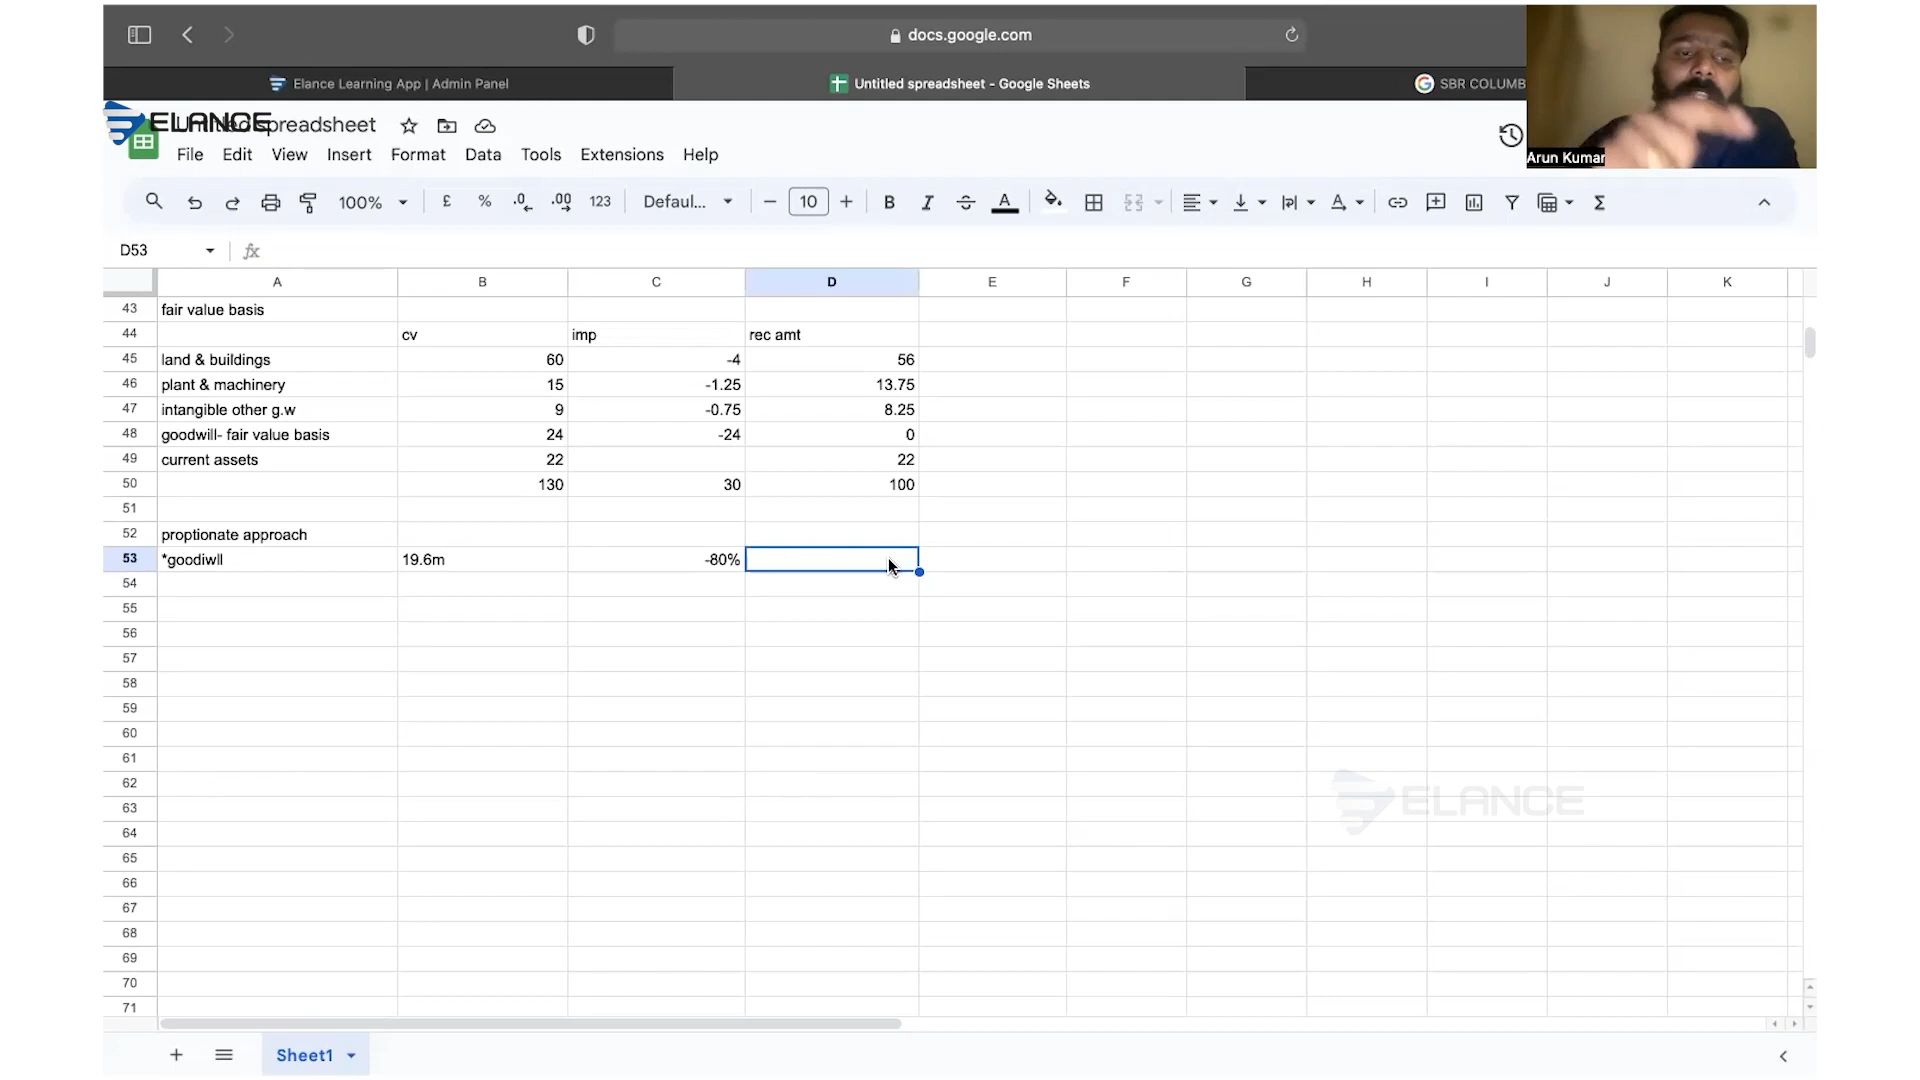 docs.google.com
Elance Learning App | Admin Panel
Untitled spreadsheet - Google Sheets
SBR COLUMB
ELANCE
Untitled spreadsheet
File Edit View Insert Format Data Tools Extensions Help
Arun Kumar
100% £ % .0 .00 123 Defaul... 10 B I A
D53 fx
A B C D E F G H I J K
43 fair value basis
44 cv imp rec amt
45 land & buildings 60 -4 56
46 plant & machinery 15 -1.25 13.75
47 intangible other g.w 9 -0.75 8.25
48 goodwill- fair value basis 24 -24 0
49 current assets 22 22
50 130 30 100
51
52 proptionate approach
53 *goodiwll 19.6m -80%
54
55
56
57
58
59
60
61
62
63
64
65
66
67
68
69
70
71
ELANCE
Sheet1